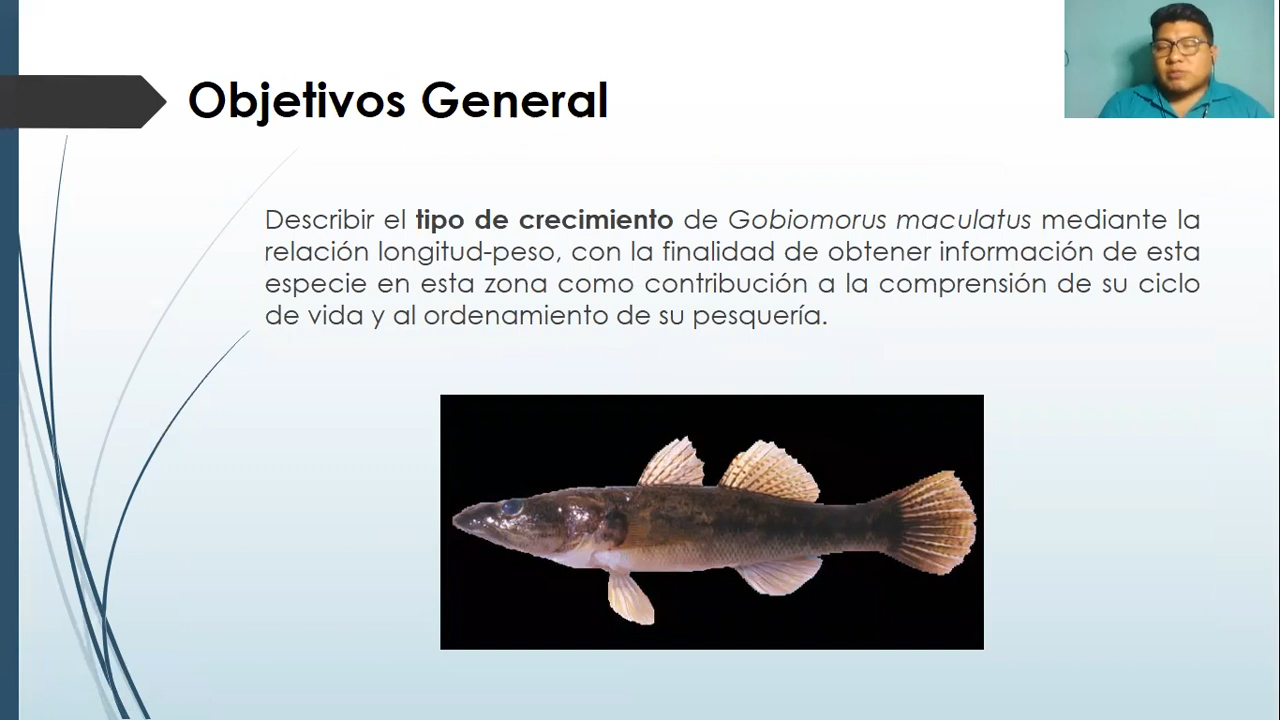 Objetivos General
Describir el tipo de crecimiento de Gobiomorus maculatus mediante la
relación longitud-peso, con la finalidad de obtener información de esta
especie en esta zona como contribución a la comprensión de su ciclo
de vida y al ordenamiento de su pesquería.